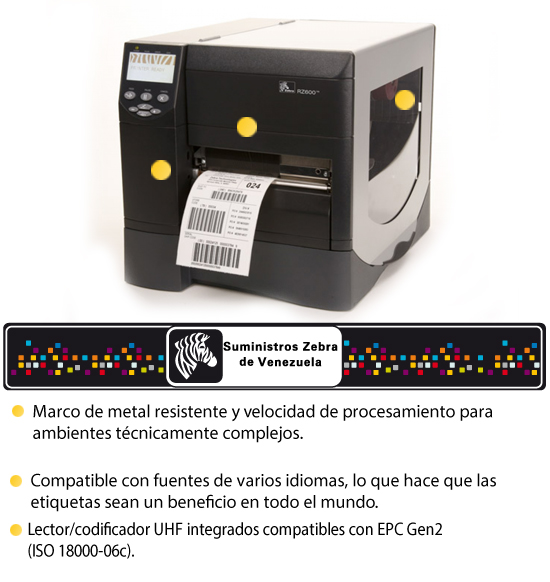 ZEBRA
RZ600™
024
Suministros Zebra
de Venezuela
Marco de metal resistente y velocidad de procesamiento para
ambientes técnicamente complejos.
Compatible con fuentes de varios idiomas, lo que hace que las
etiquetas sean un beneficio en todo el mundo.
Lector/codificador UHF integrados compatibles con EPC Gen2
(ISO 18000-06c).